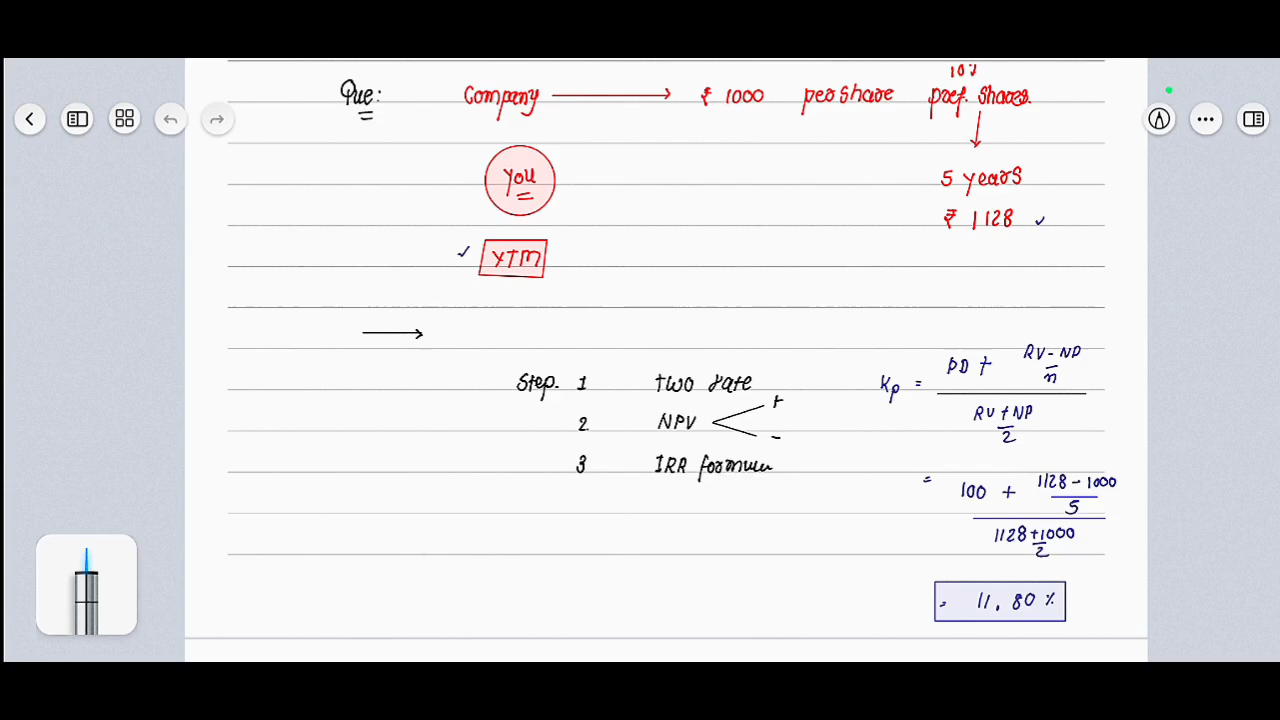 Que: Company → ₹ 1000 per share 10% pref. shares.
You
5 years
₹ 1128 ✓
✓ YTM
→
Step. 1 Two rate
2 NPV + -
3 IRR formula
Kp = PD + RV - NP / n
RV + NP / 2
= 100 + 1128 - 1000 / 5
1128 + 1000 / 2
= 11.80 %